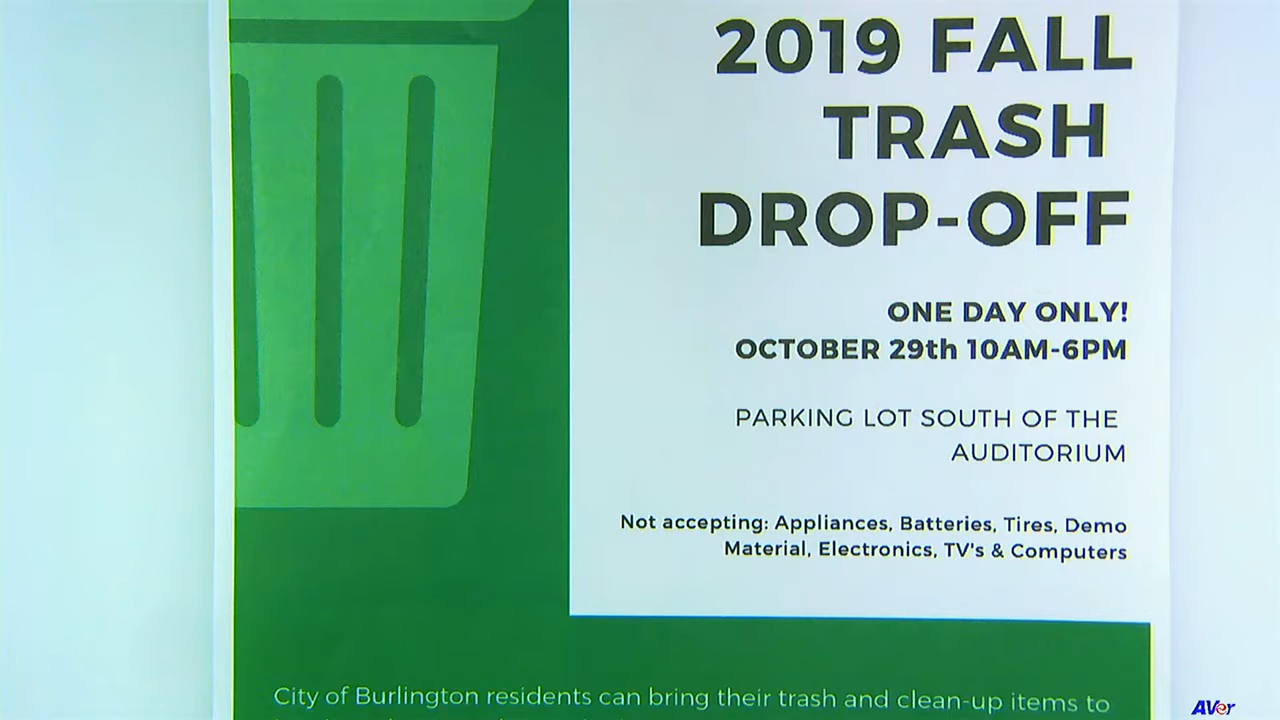 2019 FALL
TRASH
DROP-OFF
ONE DAY ONLY!
OCTOBER 29th 10AM-6PM
PARKING LOT SOUTH OF THE
AUDITORIUM
Not accepting: Appliances, Batteries, Tires, Demo
Material, Electronics, TV's & Computers
City of Burlington residents can bring their trash and clean-up items to
AVer